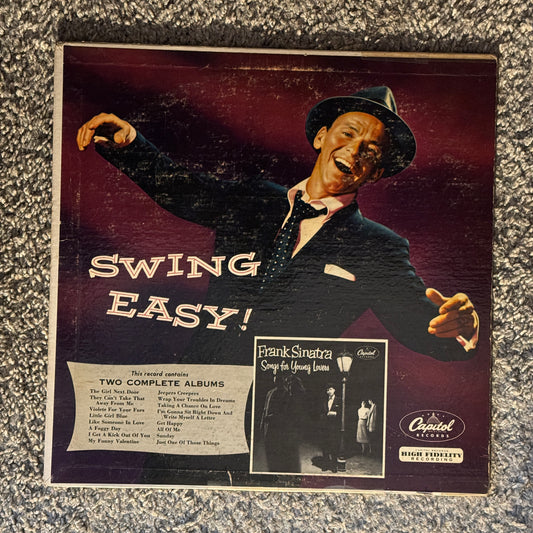 SWING
EASY!
This record contains
TWO COMPLETE ALBUMS
The Girl Next Door
They Can't Take That
Away From Me
Violets For Your Furs
Little Girl Blue
Like Someone In Love
A Foggy Day
I Get A Kick Out Of You
My Funny Valentine
Jeepers Creepers
Wrap Your Troubles In Dreams
Taking A Chance On Love
I'm Gonna Sit Right Down And
Write Myself A Letter
Get Happy
All Of Me
Sunday
Just One Of Those Things
Frank Sinatra
Songs for Young Lovers
Capitol
Capitol
RECORDS
HIGH FIDELITY
RECORDING